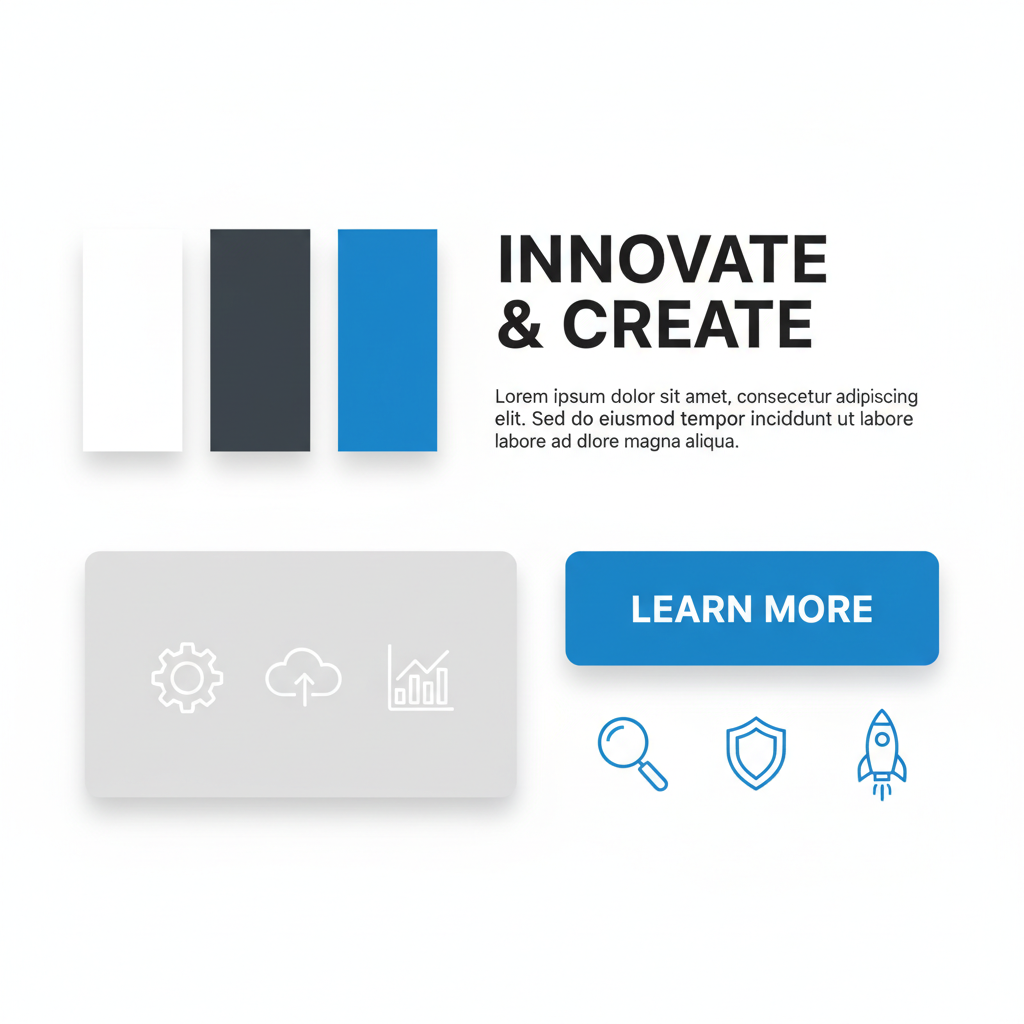 INNOVATE
& CREATE
Lorem ipsum dolor sit amet, consecetur adipiscing
elit. Sed do eiusmod tempor inciddunt ut labore
labore ad dlore magna aliqua.
LEARN MORE